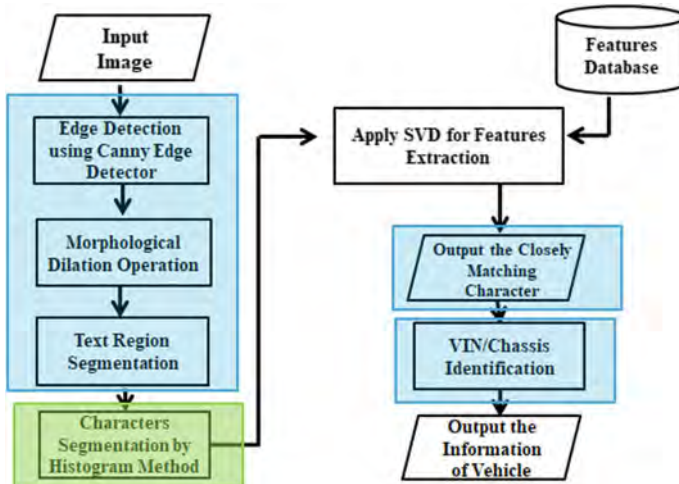 Input
Image
Edge Detection
using Canny Edge
Detector
Morphological
Dilation Operation
Text Region
Segmentation
Characters
Segmentation by
Histogram Method
Features
Database
Apply SVD for Features
Extraction
Output the Closely
Matching
Character
VIN/Chassis
Identification
Output the
Information
of Vehicle